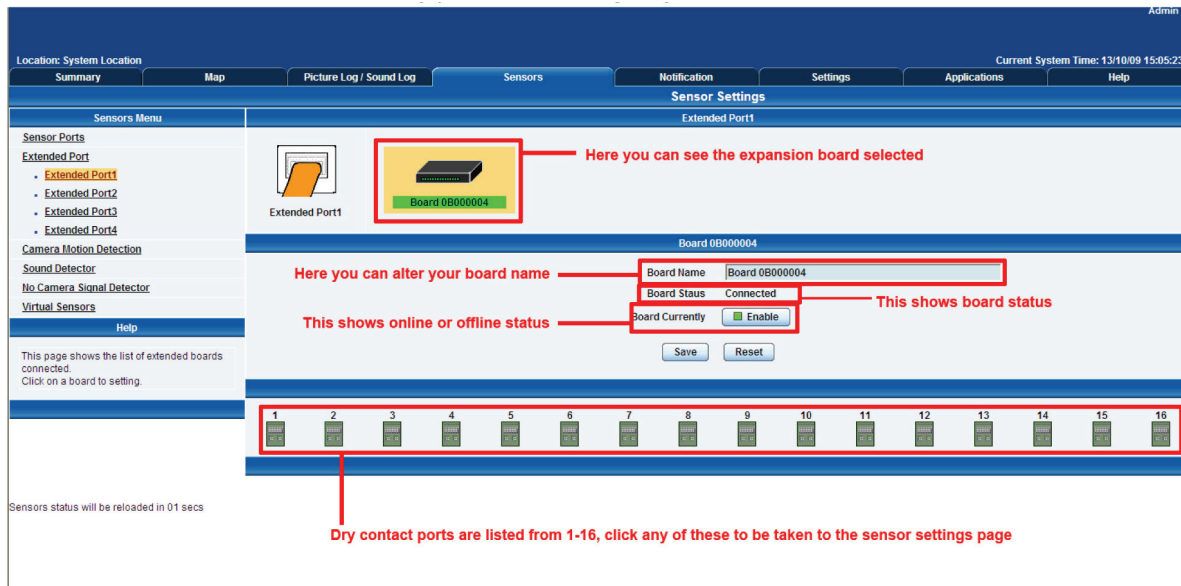 Admin
Location: System Location
Current System Time: 13/10/09 15:05:23
Summary Map Picture Log / Sound Log Sensors Notification Settings Applications Help
Sensor Settings
Sensors Menu
Sensor Ports
Extended Port
Extended Port1
Extended Port2
Extended Port3
Extended Port4
Camera Motion Detection
Sound Detector
No Camera Signal Detector
Virtual Sensors
Help
This page shows the list of extended boards
connected.
Click on a board to setting.
Extended Port1
Extended Port1
Board 0B000004
Here you can see the expansion board selected
Board 0B000004
Here you can alter your board name
Board Name Board 0B000004
Board Staus Connected
This shows board status
This shows online or offline status
Board Currently Enable
Save Reset
1 2 3 4 5 6 7 8 9 10 11 12 13 14 15 16
Sensors status will be reloaded in 01 secs
Dry contact ports are listed from 1-16, click any of these to be taken to the sensor settings page